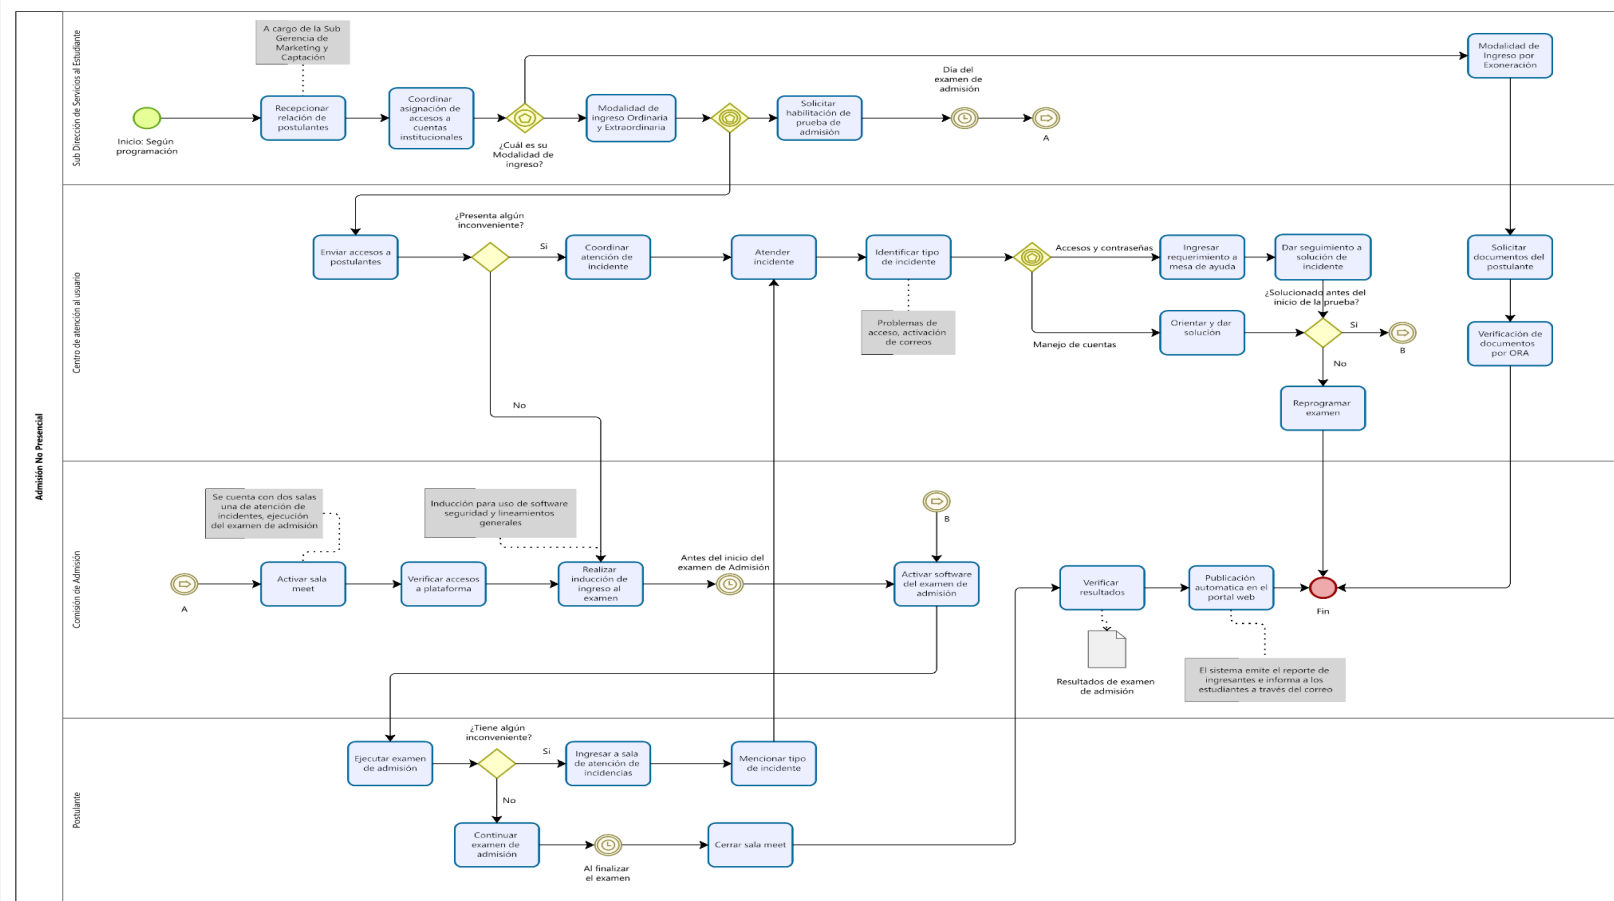 Admisión No Presencial
Sub Dirección de Servicios al Estudiante
A cargo de la Sub
Gerencia de
Marketing y
Captación
Inicio: Según
programación
Recepcionar
relación de
postulantes
Coordinar
asignación de
accesos a
cuentas
institucionales
¿Cuál es su
Modalidad de
ingreso?
Modalidad de
ingreso Ordinaria
y Extraordinaria
Solicitar
habilitación de
prueba de
admisión
Día del
examen de
admisión
A
Modalidad de
Ingreso por
Exoneración
Centro de atención al usuario
Enviar accesos a
postulantes
¿Presenta algún
inconveniente?
Si
No
Coordinar
atención de
incidente
Atender
incidente
Identificar tipo
de incidente
Problemas de
acceso, activación
de correos
Accesos y contraseñas
Manejo de cuentas
Ingresar
requerimiento a
mesa de ayuda
Dar seguimiento a
solución de
incidente
Orientar y dar
solución
¿Solucionado antes del
inicio de la prueba?
Si
B
No
Reprogramar
examen
Solicitar
documentos del
postulante
Verificación de
documentos
por ORA
Comisión de Admisión
Se cuenta con dos salas
una de atención de
incidentes, ejecución
del examen de admisión
Inducción para uso de software
seguridad y lineamientos
generales
A
Activar sala
meet
Verificar accesos
a plataforma
Realizar
inducción de
ingreso al
examen
Antes del inicio del
examen de Admisión
B
Activar software
del examen de
admisión
Verificar
resultados
Resultados de examen
de admisión
Publicación
automatica en el
portal web
El sistema emite el reporte de
ingresantes e informa a los
estudiantes a través del correo
Fin
Postulante
Ejecutar examen
de admisión
¿Tiene algún
inconveniente?
Si
No
Ingresar a sala
de atención de
incidencias
Mencionar tipo
de incidente
Continuar
examen de
admisión
Al finalizar
el examen
Cerrar sala meet